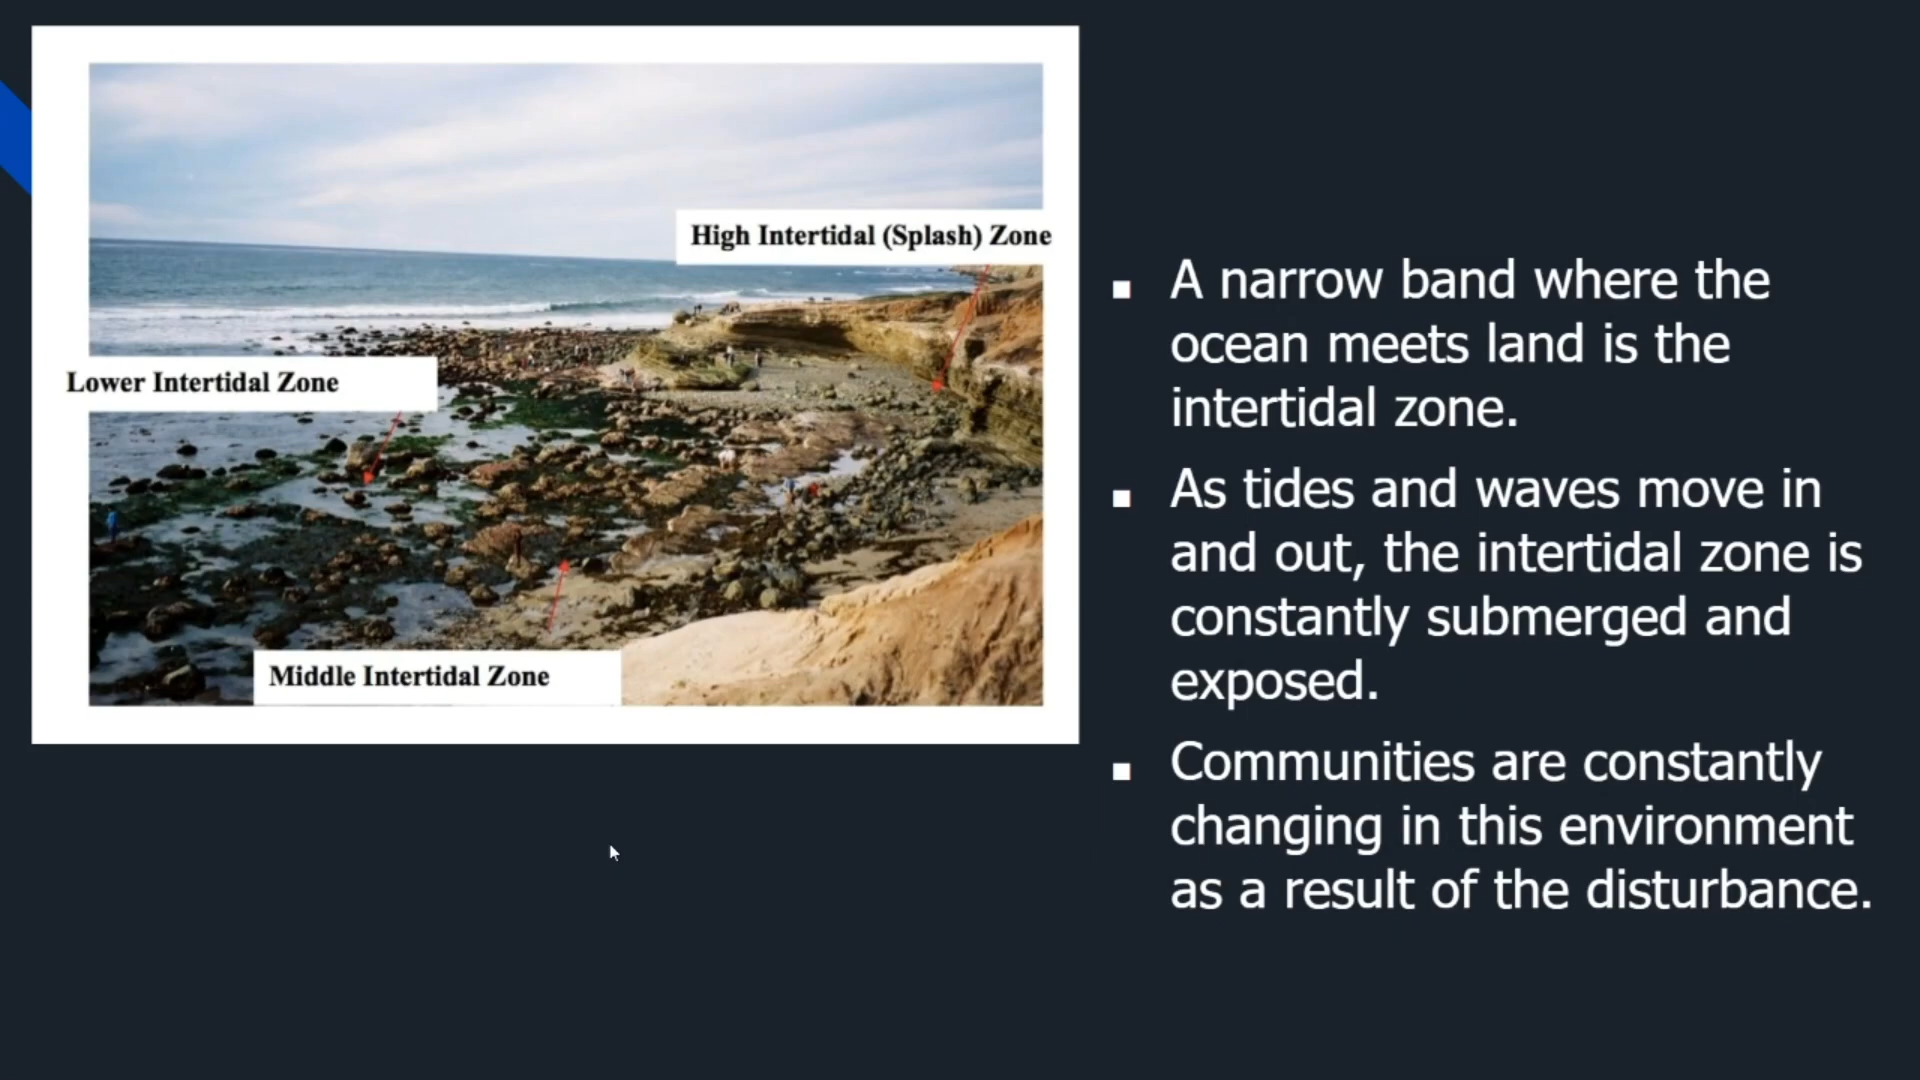 High Intertidal (Splash) Zone
Lower Intertidal Zone
Middle Intertidal Zone
A narrow band where the
ocean meets land is the
intertidal zone.
As tides and waves move in
and out, the intertidal zone is
constantly submerged and
exposed.
Communities are constantly
changing in this environment
as a result of the disturbance.